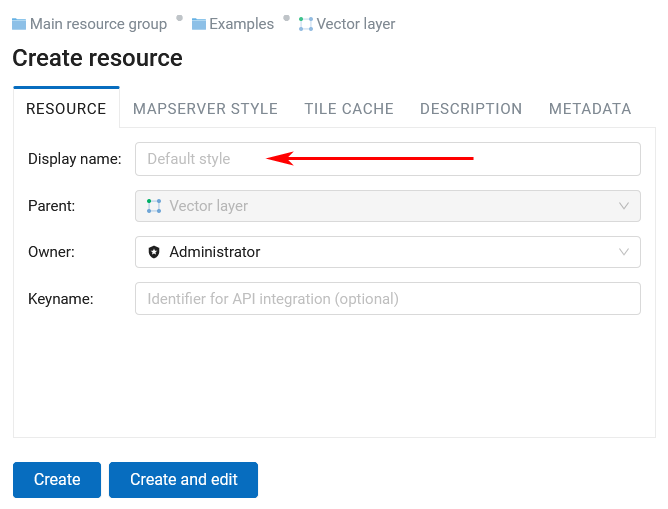 Main resource group Examples Vector layer
Create resource
RESOURCE MAPSERVER STYLE TILE CACHE DESCRIPTION METADATA
Display name: Default style
Parent: Vector layer
Owner: Administrator
Keyname: Identifier for API integration (optional)
Create Create and edit